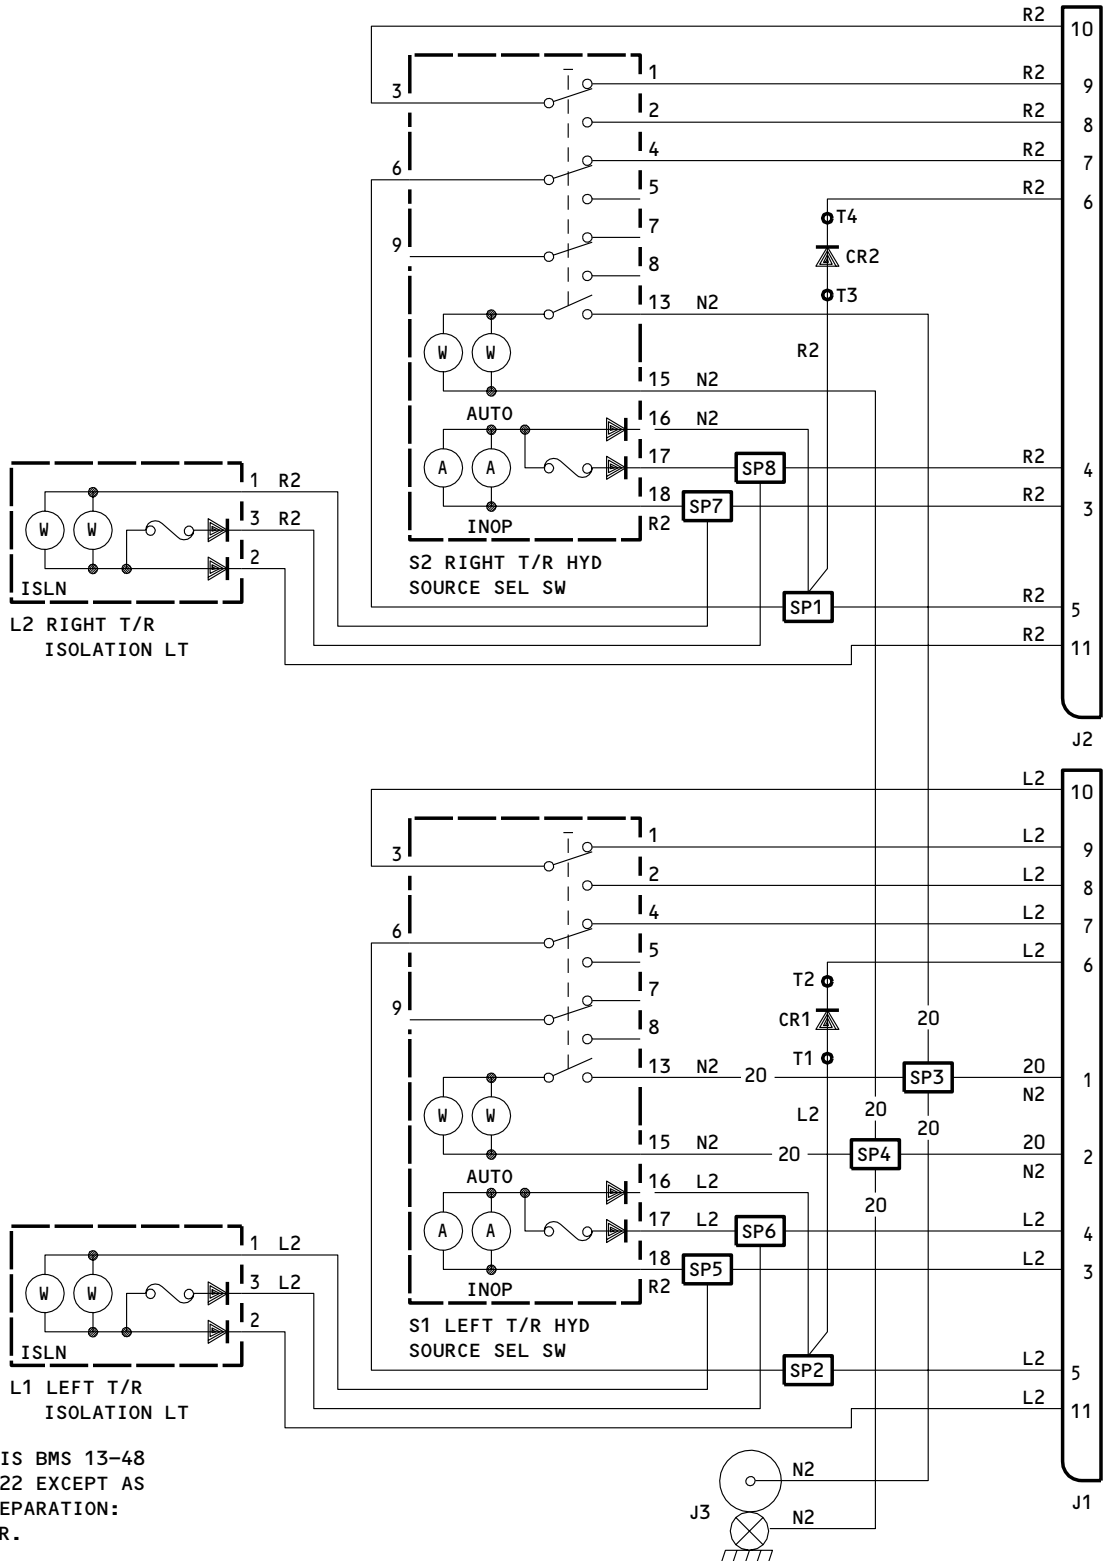 R2
10
1
R2
3
9
2
R2
8
4
R2
6
7
R2
5
6
T4
7
9
CR2
8
T3
13 N2
R2
W W
15 N2
AUTO
16 N2
17
SP8
R2
A A
4
1 R2
18
SP7
R2
3 R2
R2
3
W W
INOP
2
S2 RIGHT T/R HYD
SOURCE SEL SW
ISLN
SP1
R2
5
L2 RIGHT T/R
ISOLATION LT
R2
11
J2
L2
10
1
L2
3
9
2
L2
8
4
L2
6
7
5
L2
6
T2
7
9
CR1
20
8
T1
13 N2 20
SP3
20
1
N2
L2
20
W W
20
15 N2
20
SP4
20
2
N2
AUTO
16 L2
20
17 L2
SP6
L2
A A
4
1 L2
18
SP5
L2
3 L2
R2
3
W W
INOP
2
S1 LEFT T/R HYD
SOURCE SEL SW
ISLN
SP2
L2
5
L1 LEFT T/R
ISOLATION LT
L2
11
IS BMS 13-48
22 EXCEPT AS
EPARATION:
R.
N2
J3
N2
J1